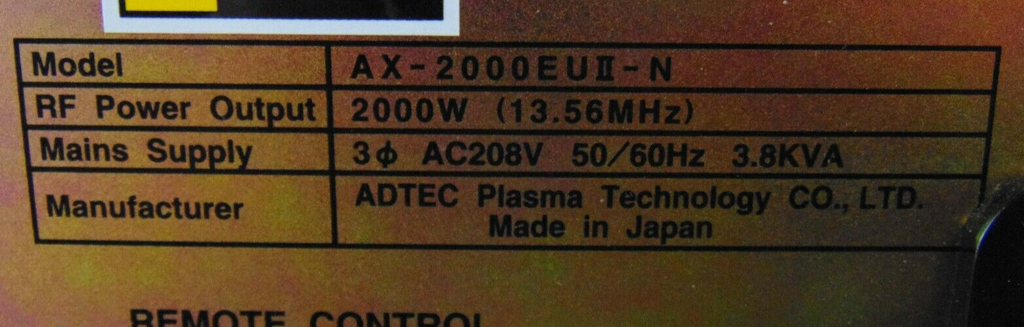 Model AX-2000EUⅡ-N
RF Power Output 2000W (13.56MHz)
Mains Supply 3φ AC208V 50/60Hz 3.8KVA
Manufacturer ADTEC Plasma Technology CO., LTD.
Made in Japan
REMOTE CONTROL